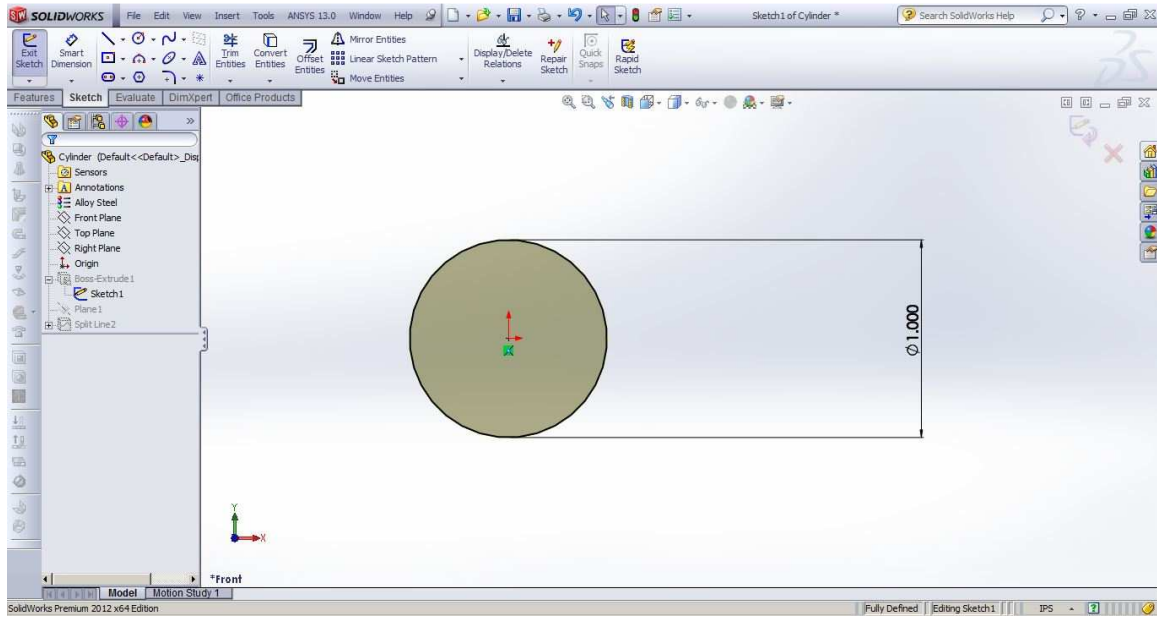 SW SOLIDWORKS File Edit View Insert Tools ANSYS 13.0 Window Help Sketch1 of Cylinder * Search SolidWorks Help
Exit Sketch
Smart Dimension
Trim Entities
Convert Entities
Offset Entities
Mirror Entities
Linear Sketch Pattern
Move Entities
Display/Delete Relations
Repair Sketch
Quick Snaps
Rapid Sketch
Features Sketch Evaluate DimXpert Office Products
Cylinder (Default<<Default>_Disp
Sensors
Annotations
Alloy Steel
Front Plane
Top Plane
Right Plane
Origin
Boss-Extrude1
Sketch1
Plane1
Split Line2
∅1.000
Y
X
*Front
Model Motion Study 1
SolidWorks Premium 2012 x64 Edition Fully Defined Editing Sketch1 IPS